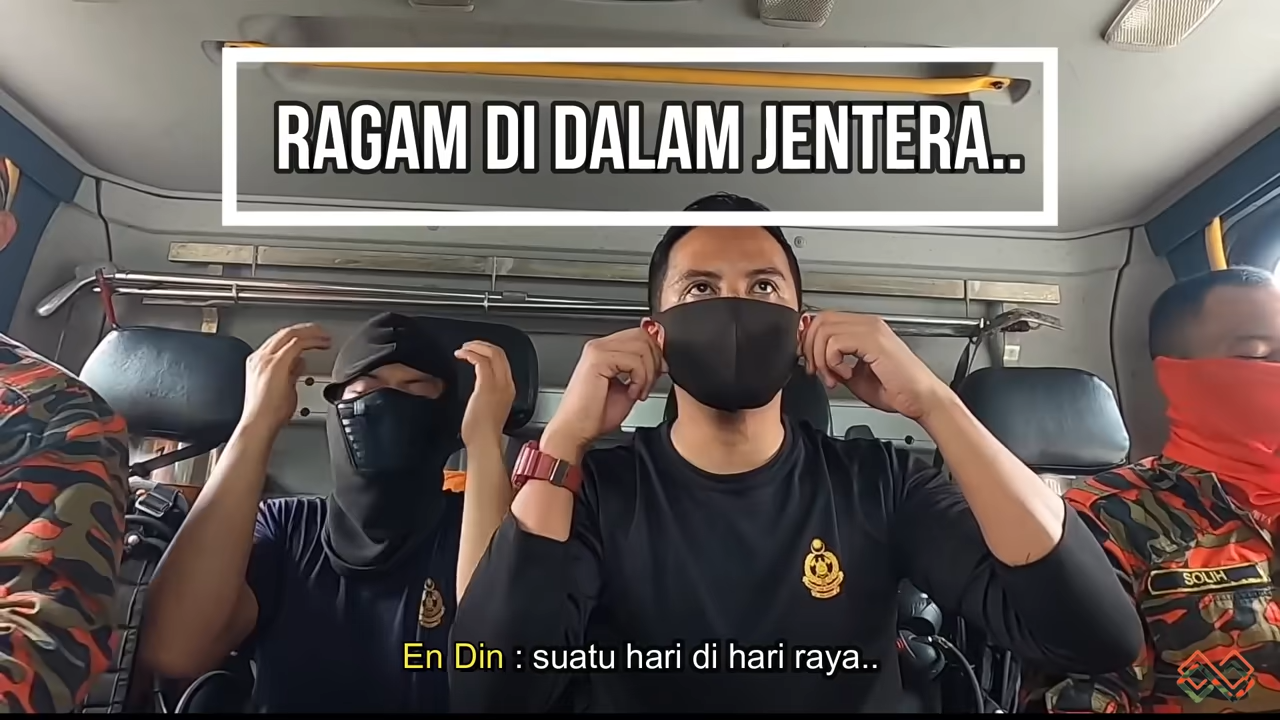 RAGAM DI DALAM JENTERA..
SOLIH
En Din : suatu hari di hari raya..